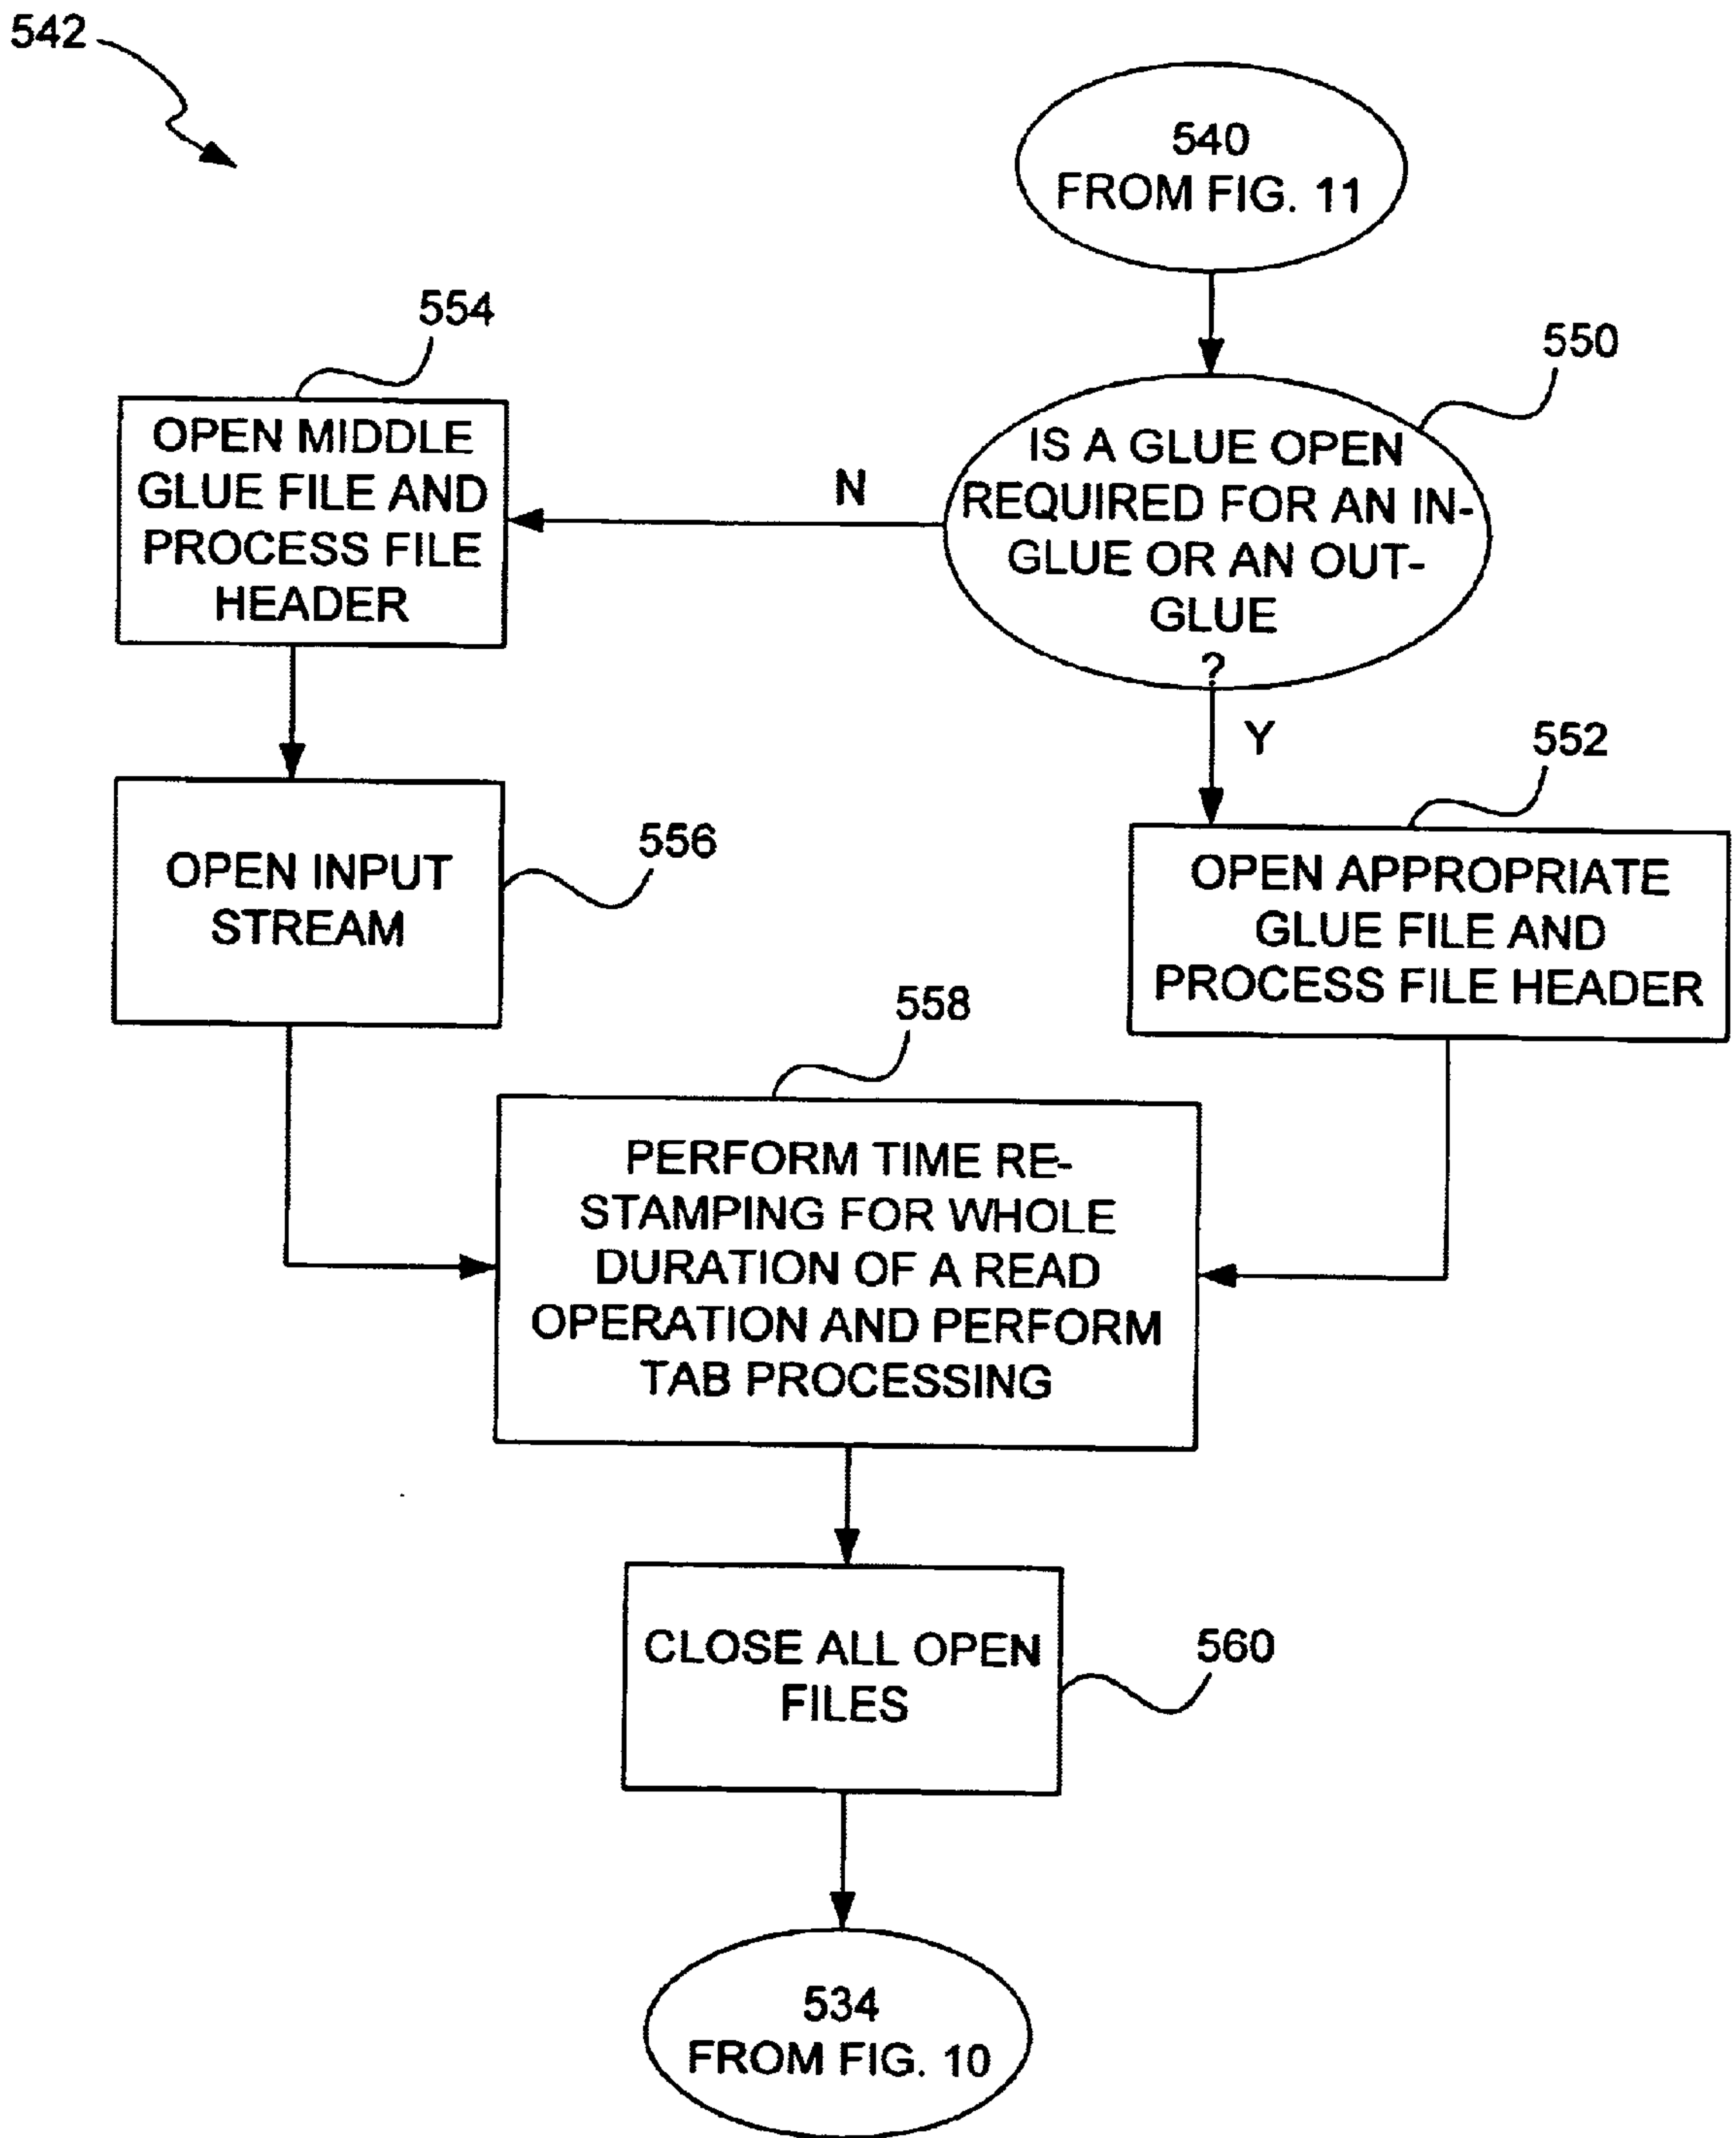 542
540
FROM FIG. 11
554
550
OPEN MIDDLE
GLUE FILE AND
PROCESS FILE
HEADER
N
IS A GLUE OPEN
REQUIRED FOR AN IN-
GLUE OR AN OUT-
GLUE
?
Y
552
556
OPEN INPUT
STREAM
OPEN APPROPRIATE
GLUE FILE AND
PROCESS FILE HEADER
558
PERFORM TIME RE-
STAMPING FOR WHOLE
DURATION OF A READ
OPERATION AND PERFORM
TAB PROCESSING
CLOSE ALL OPEN
FILES
560
534
FROM FIG. 10